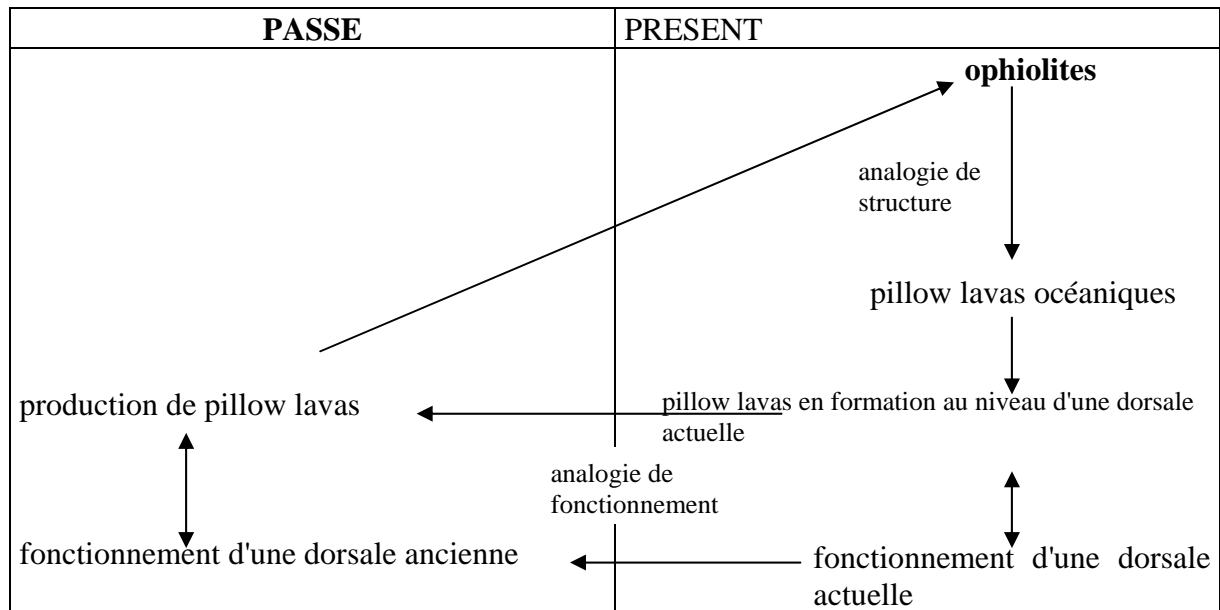 PASSE
PRESENT
ophiolites
analogie de
structure
pillow lavas océaniques
production de pillow lavas
pillow lavas en formation au niveau d'une dorsale
actuelle
analogie de
fonctionnement
fonctionnement d'une dorsale ancienne
fonctionnement d'une dorsale
actuelle